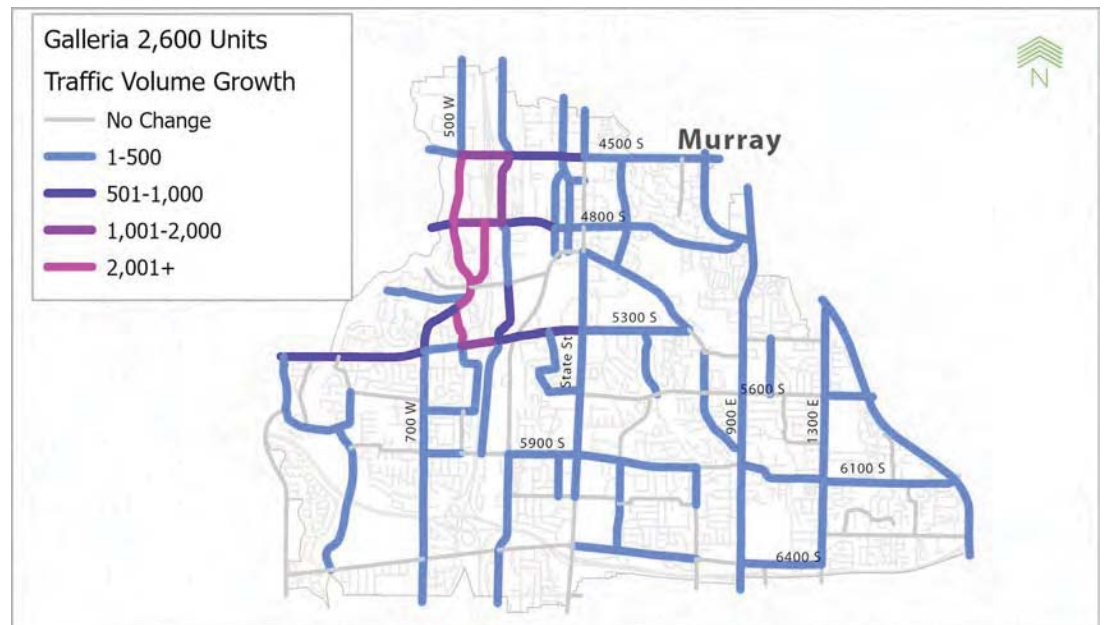 Galleria 2,600 Units
Traffic Volume Growth
No Change
1-500
501-1,000
1,001-2,000
2,001+
N
500 W
Murray
4500 S
4800 S
5300 S
State St
5600 S
700 W
900 E
1300 E
5900 S
6100 S
6400 S